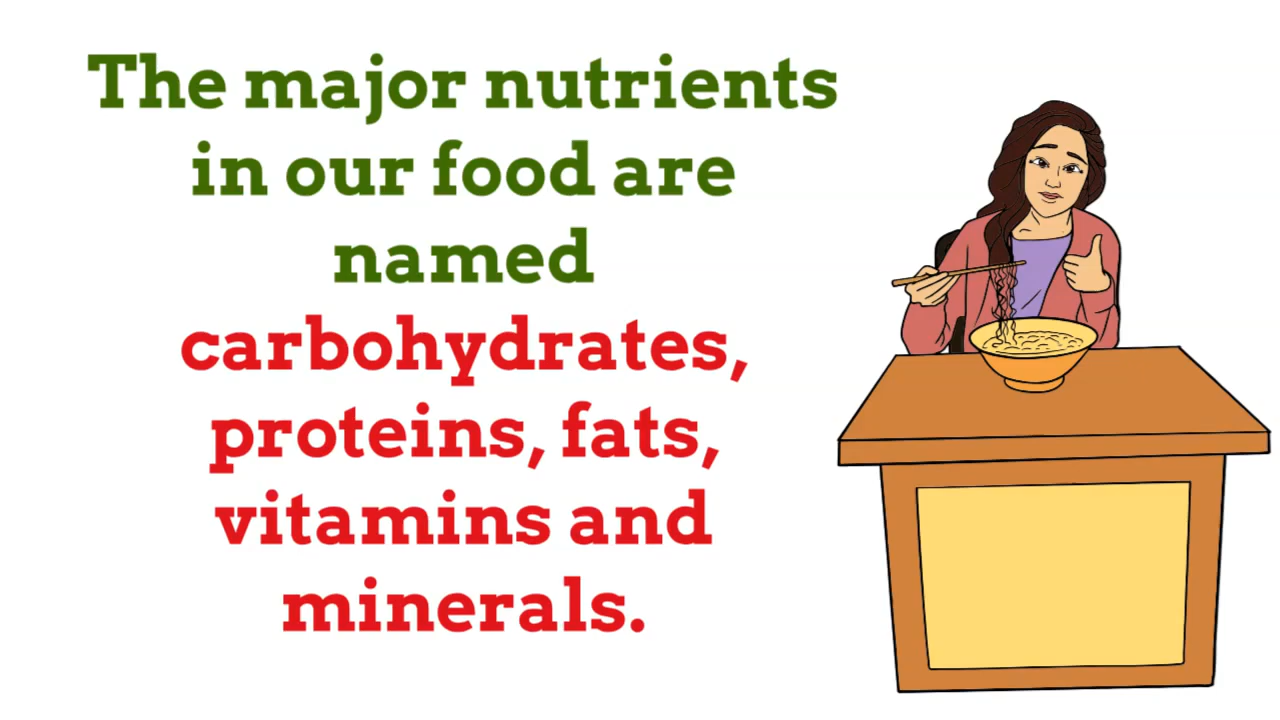 The major nutrients
in our food are
named
carbohydrates,
proteins, fats,
vitamins and
minerals.